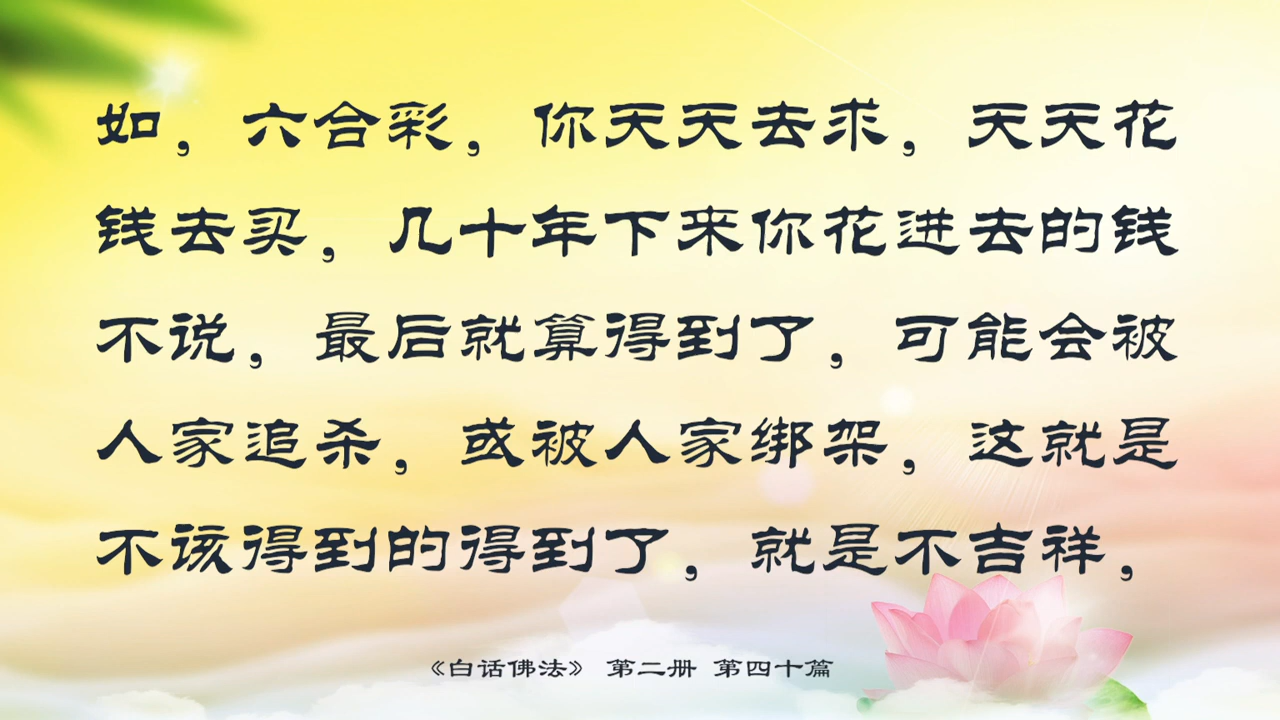 如，六合彩，你天天去求，天天花
钱去买，几十年下来你花进去的钱
不说，最后就算得到了，可能会被
人家追杀，或被人家绑架，这就是
不该得到的得到了，就是不吉祥，
《白话佛法》 第二册 第四十篇